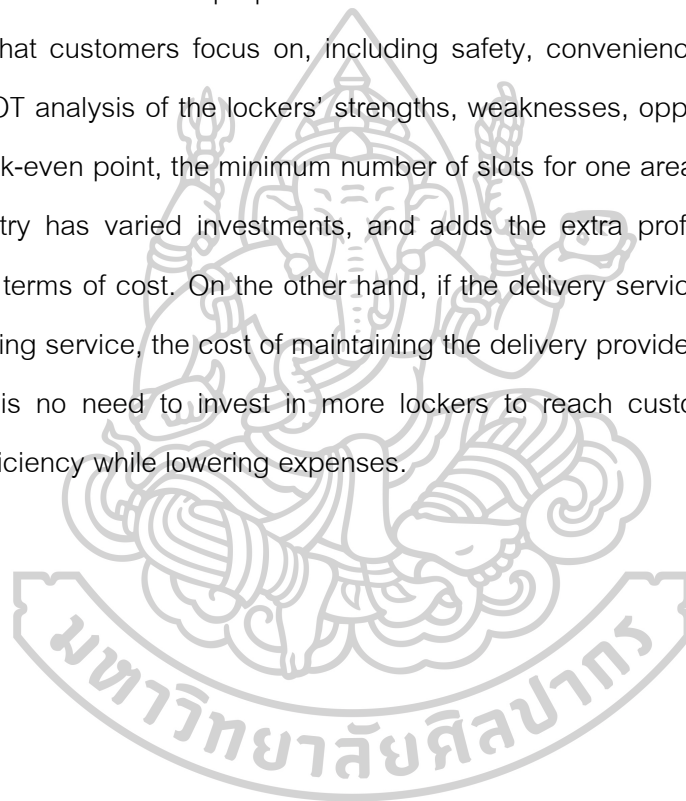 hat customers focus on, including safety, convenienc
OT analysis of the lockers' strengths, weaknesses, opp
k-even point, the minimum number of slots for one area
try has varied investments, and adds the extra prof
terms of cost. On the other hand, if the delivery servic
ing service, the cost of maintaining the delivery provide
is no need to invest in more lockers to reach custo
iciency while lowering expenses.
มหาวิทยาลัยศิลปากร